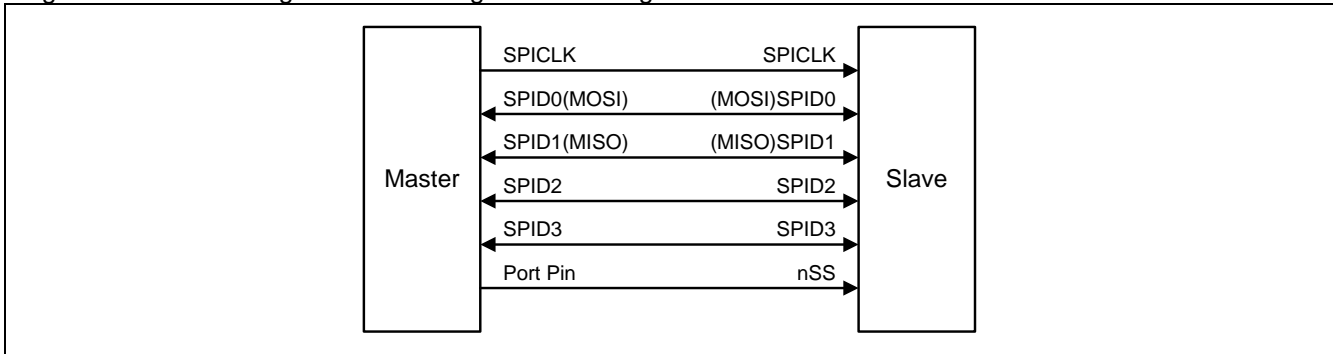 SPICLK SPICLK
SPID0(MOSI) (MOSI)SPID0
SPID1(MISO) (MISO)SPID1
Master SPID2 SPID2 Slave
SPID3 SPID3
Port Pin nSS